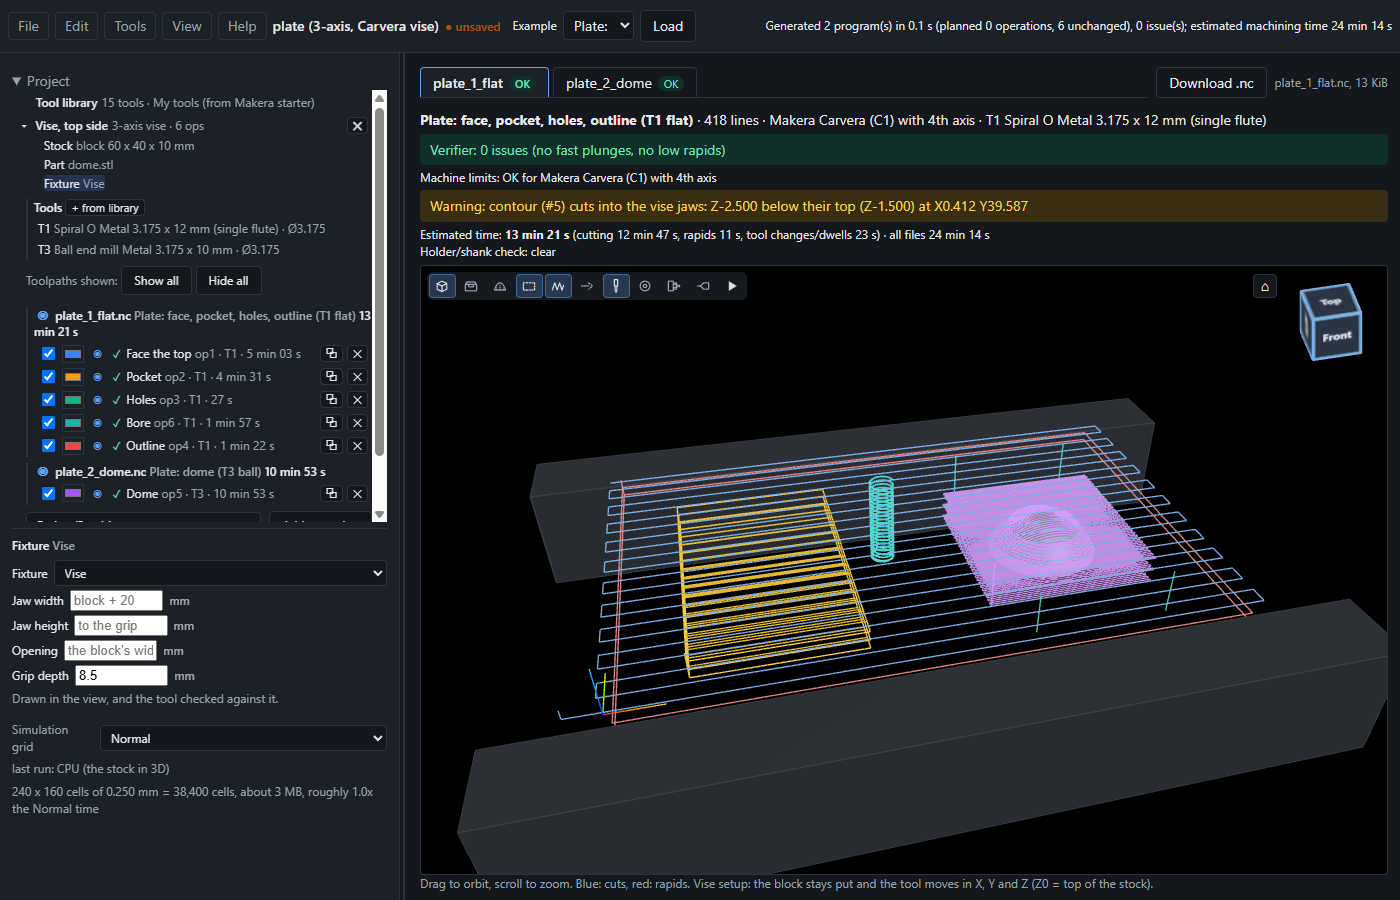 File Edit Tools View Help plate (3-axis, Carvera vise) • unsaved Example Plate: Load Generated 2 program(s) in 0.1 s (planned 0 operations, 6 unchanged), 0 issue(s); estimated machining time 24 min 14 s
Project
Tool library 15 tools · My tools (from Makera starter)
Vise, top side 3-axis vise · 6 ops
Stock block 60 x 40 x 10 mm
Part dome.stl
Fixture Vise
Tools + from library
T1 Spiral O Metal 3.175 x 12 mm (single flute) · Ø3.175
T3 Ball end mill Metal 3.175 x 10 mm · Ø3.175
Toolpaths shown: Show all Hide all
plate_1_flat.nc Plate: face, pocket, holes, outline (T1 flat) 13
min 21 s
✓ Face the top op1 · T1 · 5 min 03 s
✓ Pocket op2 · T1 · 4 min 31 s
✓ Holes op3 · T1 · 27 s
✓ Bore op6 · T1 · 1 min 57 s
✓ Outline op4 · T1 · 1 min 22 s
plate_2_dome.nc Plate: dome (T3 ball) 10 min 53 s
✓ Dome op5 · T3 · 10 min 53 s
Fixture Vise
Fixture Vise
Jaw width block + 20 mm
Jaw height to the grip mm
Opening the block's wid mm
Grip depth 8.5 mm
Drawn in the view, and the tool checked against it.
Simulation
grid Normal
last run: CPU (the stock in 3D)
240 x 160 cells of 0.250 mm = 38,400 cells, about 3 MB, roughly 1.0x
the Normal time
plate_1_flat OK plate_2_dome OK Download .nc plate_1_flat.nc, 13 KiB
Plate: face, pocket, holes, outline (T1 flat) · 418 lines · Makera Carvera (C1) with 4th axis · T1 Spiral O Metal 3.175 x 12 mm (single flute)
Verifier: 0 issues (no fast plunges, no low rapids)
Machine limits: OK for Makera Carvera (C1) with 4th axis
Warning: contour (#5) cuts into the vise jaws: Z-2.500 below their top (Z-1.500) at X0.412 Y39.587
Estimated time: 13 min 21 s (cutting 12 min 47 s, rapids 11 s, tool changes/dwells 23 s) · all files 24 min 14 s
Holder/shank check: clear
Top
Front
Drag to orbit, scroll to zoom. Blue: cuts, red: rapids. Vise setup: the block stays put and the tool moves in X, Y and Z (Z0 = top of the stock).